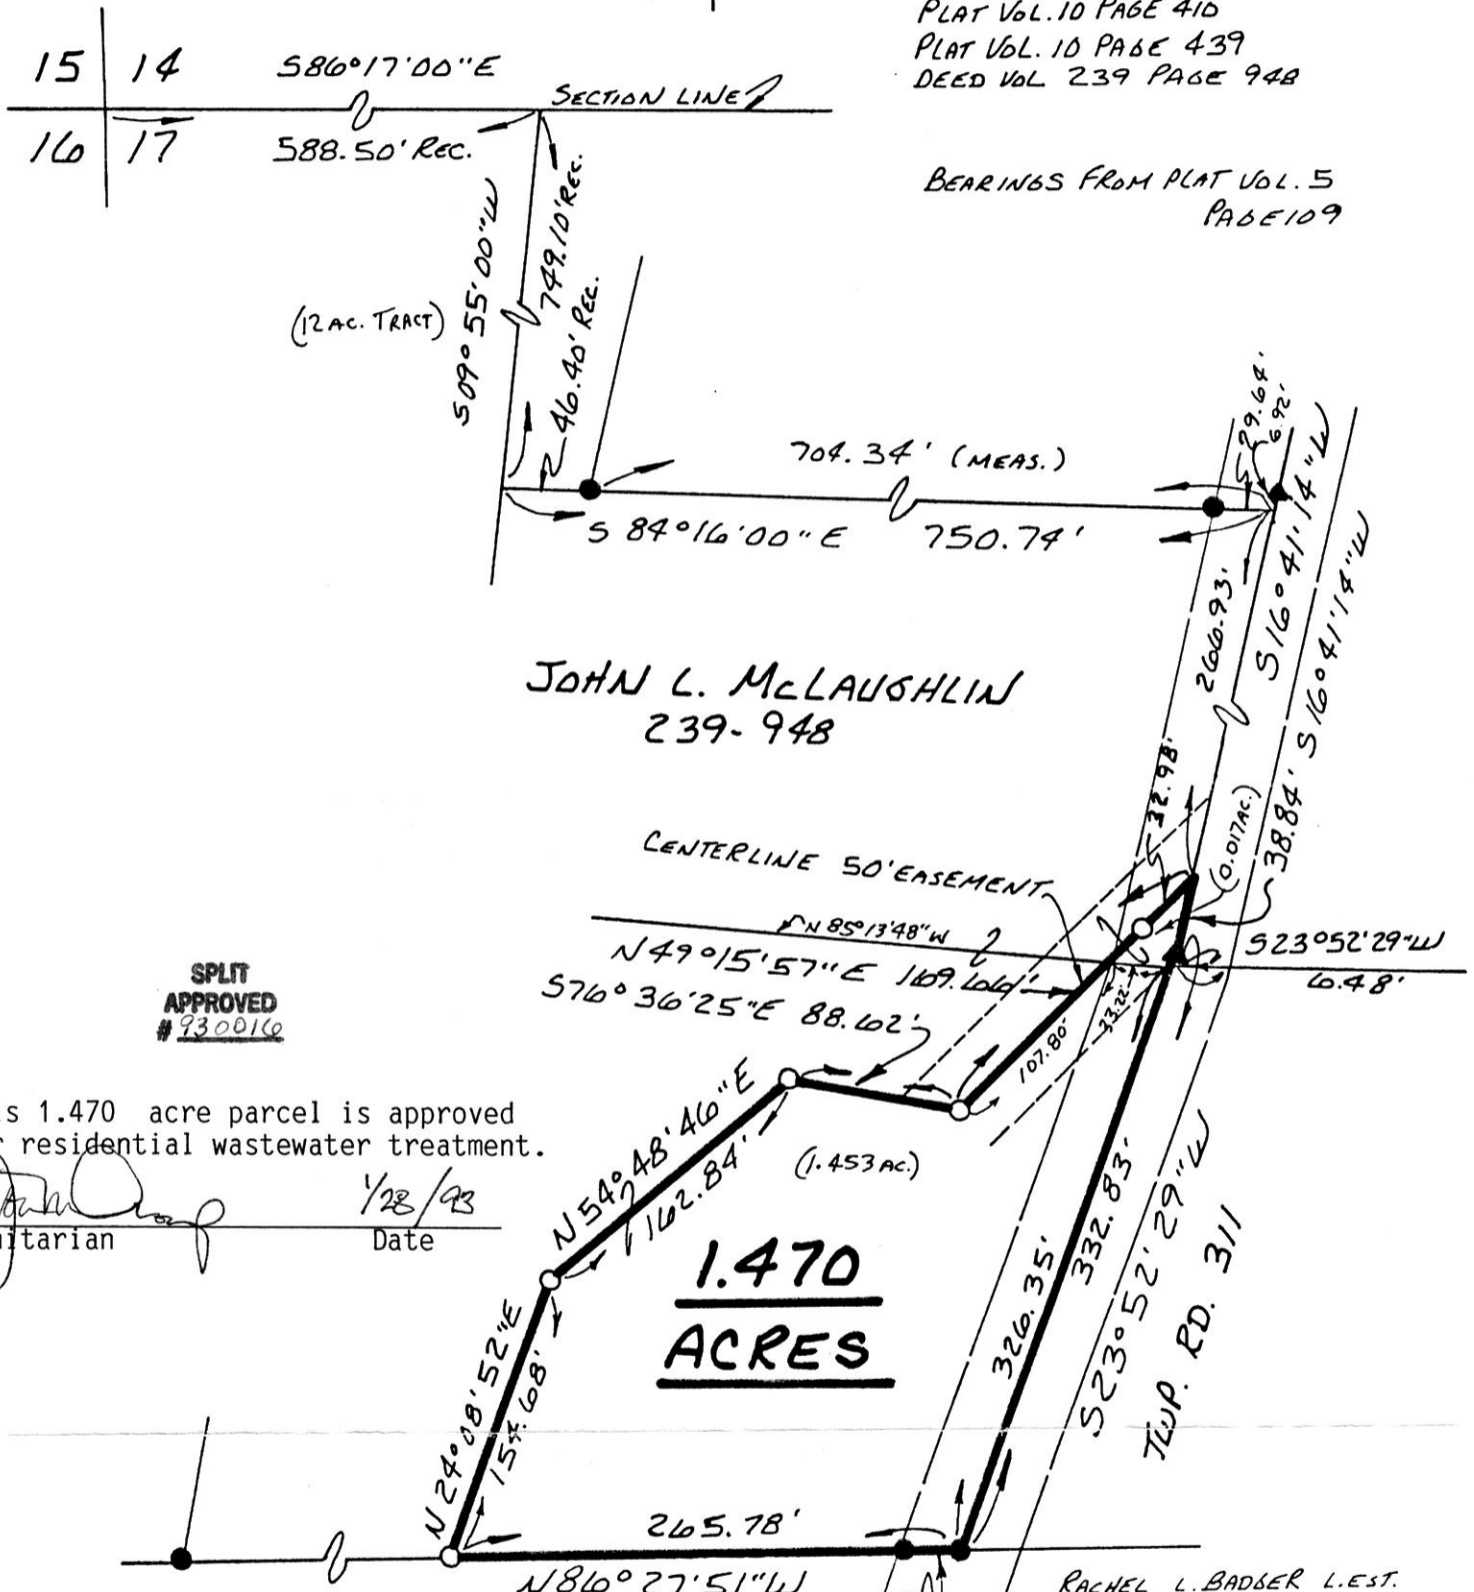 PLAT VOL. 10 PAGE 410
PLAT VOL. 10 PAGE 439
DEED VOL 239 PAGE 948
15 14
16 17
S86°17'00"E
SECTION LINE
588.50' REC.
BEARINGS FROM PLAT VOL. 5
PAGE 109
S09°55'00"W
749.10' REC.
46.40' REC.
(12 AC. TRACT)
704.34' (MEAS.)
S 84°16'00"E 750.74'
29.64'
6.92'
266.93'
S16°41'14"W
38.84' S16°41'14"W
JOHN L. McLAUGHLIN
239-948
32.98'
(0.017AC.)
CENTERLINE 50' EASEMENT
N85°13'48"W
N49°15'57"E 169.66'
S76°36'25"E 88.62'
S23°52'29"W
6.48'
107.80'
33.22'
SPLIT
APPROVED
# 930016
s 1.470 acre parcel is approved
r residential wastewater treatment.
1/28/93
itarian Date
N54°48'46"E
162.84'
(1.453 AC.)
1.470
ACRES
326.35'
332.83'
S23°52'29"W
TWP. RD. 311
N24°08'52"E
154.68'
265.78'
N86°27'51"W
RACHEL L. BADGER L. EST.